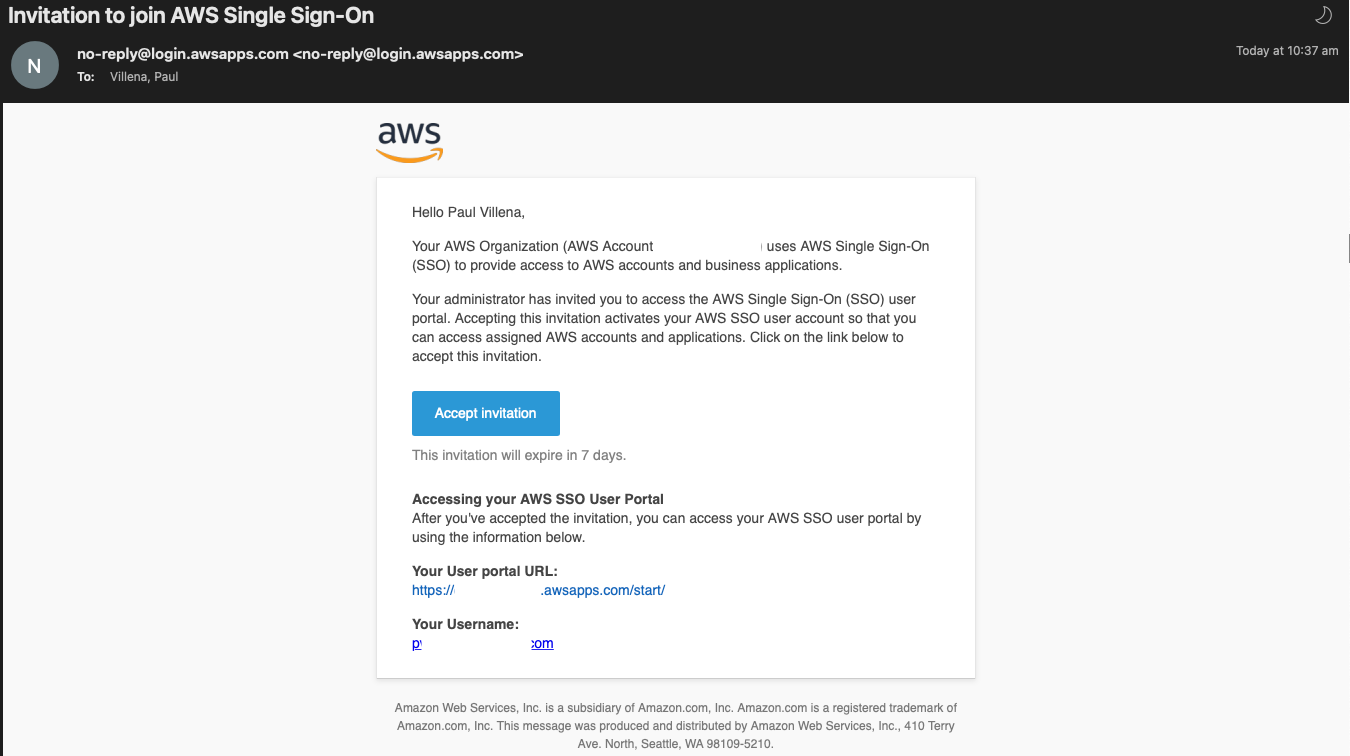 Invitation to join AWS Single Sign-On
N
no-reply@login.awsapps.com <no-reply@login.awsapps.com>
Today at 10:37 am
To: Villena, Paul
aws
Hello Paul Villena,
Your AWS Organization (AWS Account ) uses AWS Single Sign-On
(SSO) to provide access to AWS accounts and business applications.
Your administrator has invited you to access the AWS Single Sign-On (SSO) user
portal. Accepting this invitation activates your AWS SSO user account so that you
can access assigned AWS accounts and applications. Click on the link below to
accept this invitation.
Accept invitation
This invitation will expire in 7 days.
Accessing your AWS SSO User Portal
After you've accepted the invitation, you can access your AWS SSO user portal by
using the information below.
Your User portal URL:
https:// .awsapps.com/start/
Your Username:
p com
Amazon Web Services, Inc. is a subsidiary of Amazon.com, Inc. Amazon.com is a registered trademark of
Amazon.com, Inc. This message was produced and distributed by Amazon Web Services, Inc., 410 Terry
Ave. North, Seattle, WA 98109-5210.